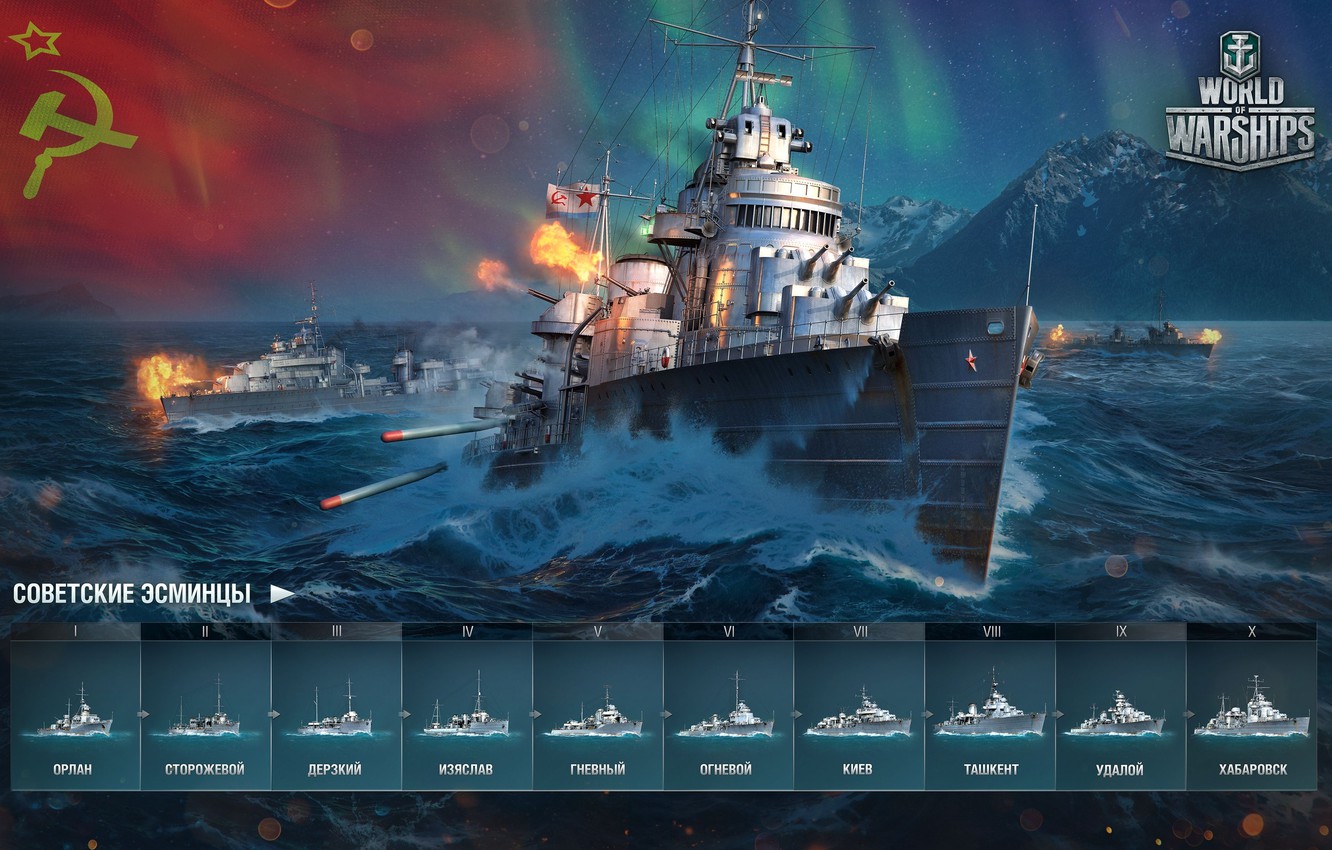 WORLD
OF
WARSHIPS
СОВЕТСКИЕ ЭСМИНЦЫ
I II III IV V VI VII VIII IX X
ОРЛАН СТОРОЖЕВОЙ ДЕРЗКИЙ ИЗЯСЛАВ ГНЕВНЫЙ ОГНЕВОЙ КИЕВ ТАШКЕНТ УДАЛОЙ ХАБАРОВСК